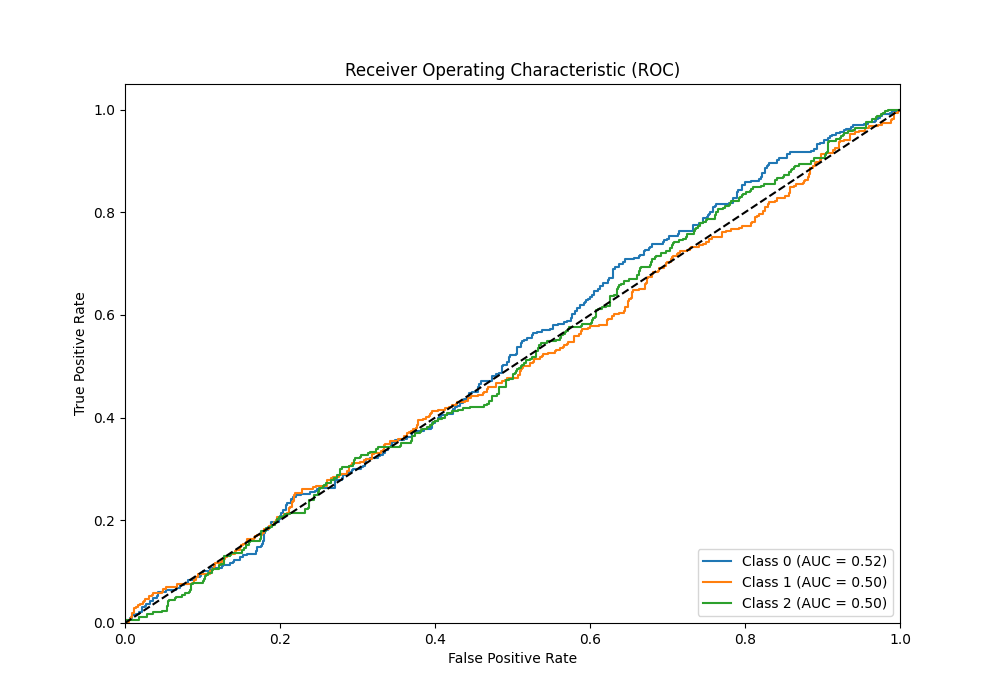 Receiver Operating Characteristic (ROC)
True Positive Rate
1.0
0.8
0.6
0.4
0.2
0.0
Class 0 (AUC = 0.52)
Class 1 (AUC = 0.50)
Class 2 (AUC = 0.50)
0.0 0.2 0.4 0.6 0.8 1.0
False Positive Rate